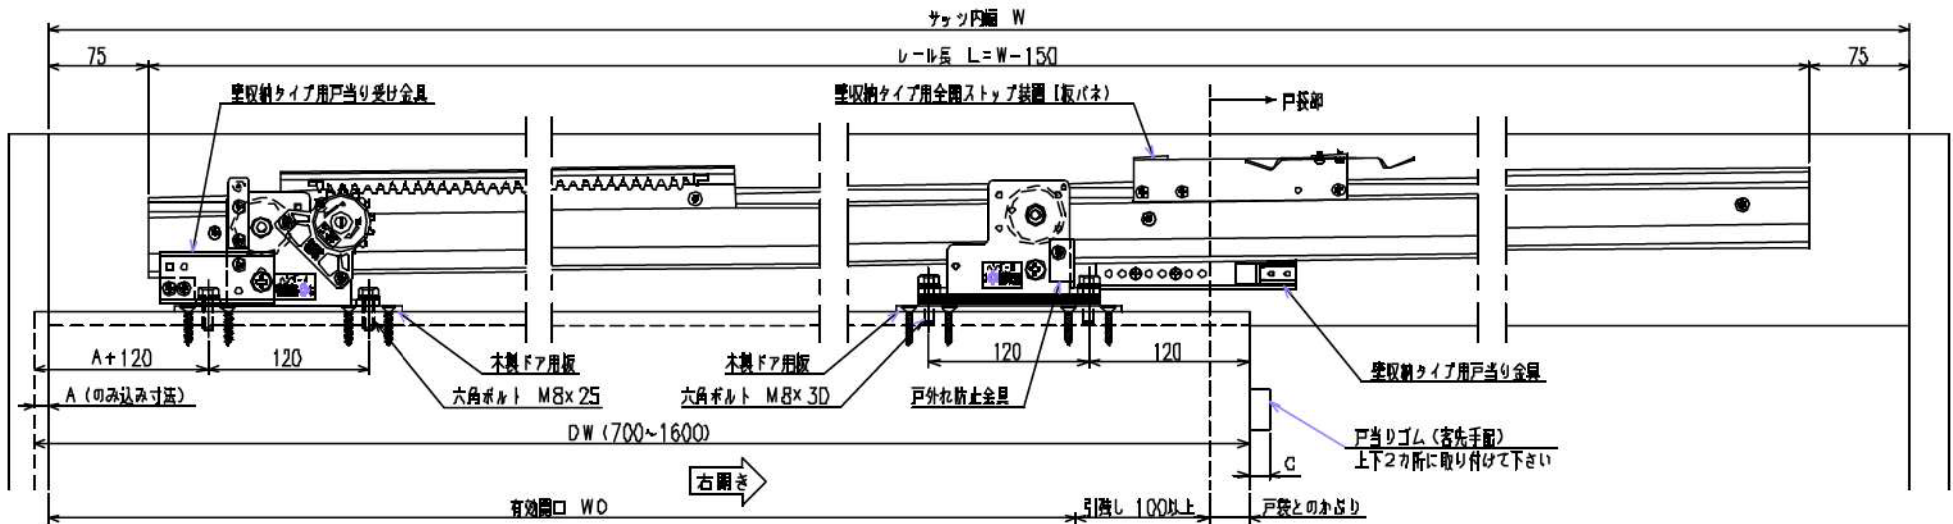 サッシ内幅 W
75
レール長 L=W-150
75
壁収納タイプ用戸当り受け金具
壁収納タイプ用全開ストップ装置 (板バネ)
戸袋部
A+120
120
木製ドア用板
木製ドア用板
120
120
壁収納タイプ用戸当り金具
A (のみ込み寸法)
六角ボルト M8×25
六角ボルト M8×30
戸外れ防止金具
DW (700~1600)
戸当りゴム (客先手配)
上下2カ所に取り付けて下さい
右開き
有効開口 WO
引残し 100以上
戸袋とのかぶり